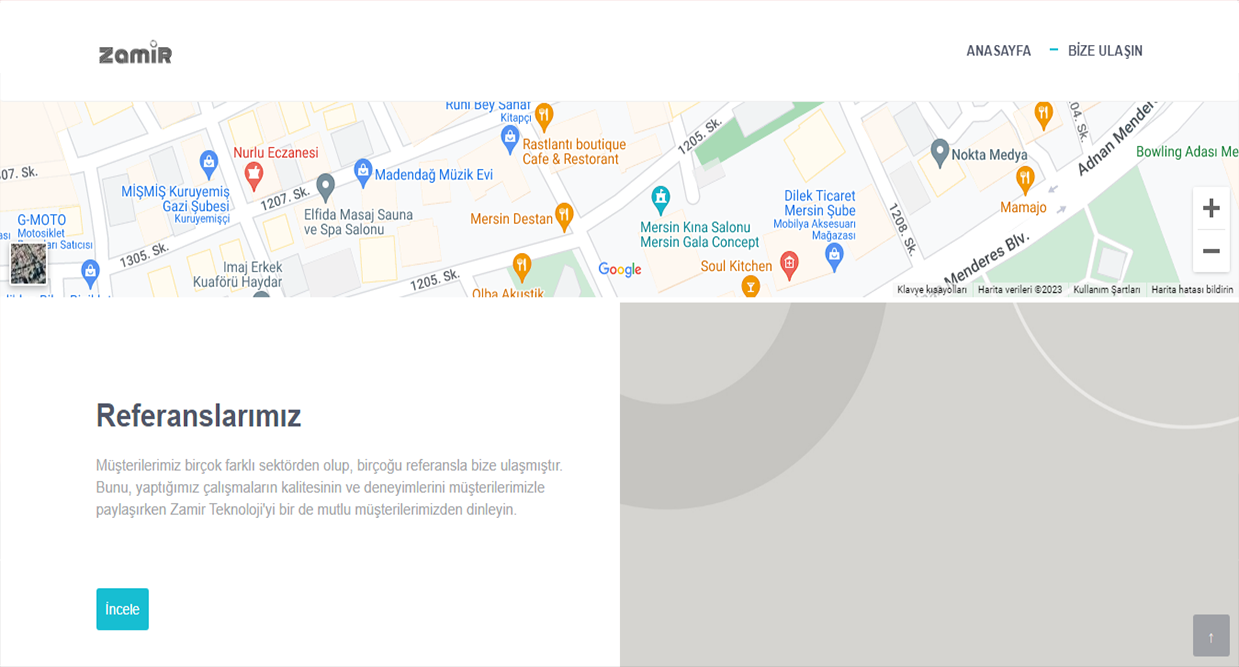 ZamiR
ANASAYFA
BİZE ULAŞIN
Runi Bey Sanat
Kitapçı
Rastlantı boutique
Cafe & Restorant
1205. Sk.
Nurlu Eczanesi
MİŞMİŞ Kuruyemiş
Gazi Şubesi
Kuruyemişçi
1207. Sk.
Madendağ Müzik Evi
Elfida Masaj Sauna
ve Spa Salonu
Mersin Destan
07. Sk.
G-MOTO
Motosiklet
Satıcısı
1305. Sk.
Imaj Erkek
Kuaförü Haydar
1205. Sk.
Olba Akustik
Google
Mersin Kına Salonu
Mersin Gala Concept
Soul Kitchen
Dilek Ticaret
Mersin Şube
Mobilya Aksesuarı
Mağazası
1208. Sk.
Nokta Medya
Mamajo
04. Sk.
Adnan Menderes
Menderes Blv.
Bowling Adası Me
+
−
Klavye kısayolları
Harita verileri ©2023
Kullanım Şartları
Harita hatası bildirin
Referanslarımız
Müşterilerimiz birçok farklı sektörden olup, birçoğu referansla bize ulaşmıştır.
Bunu, yaptığımız çalışmaların kalitesinin ve deneyimlerini müşterilerimizle
paylaşırken Zamir Teknoloji'yi bir de mutlu müşterilerimizden dinleyin.
İncele
↑